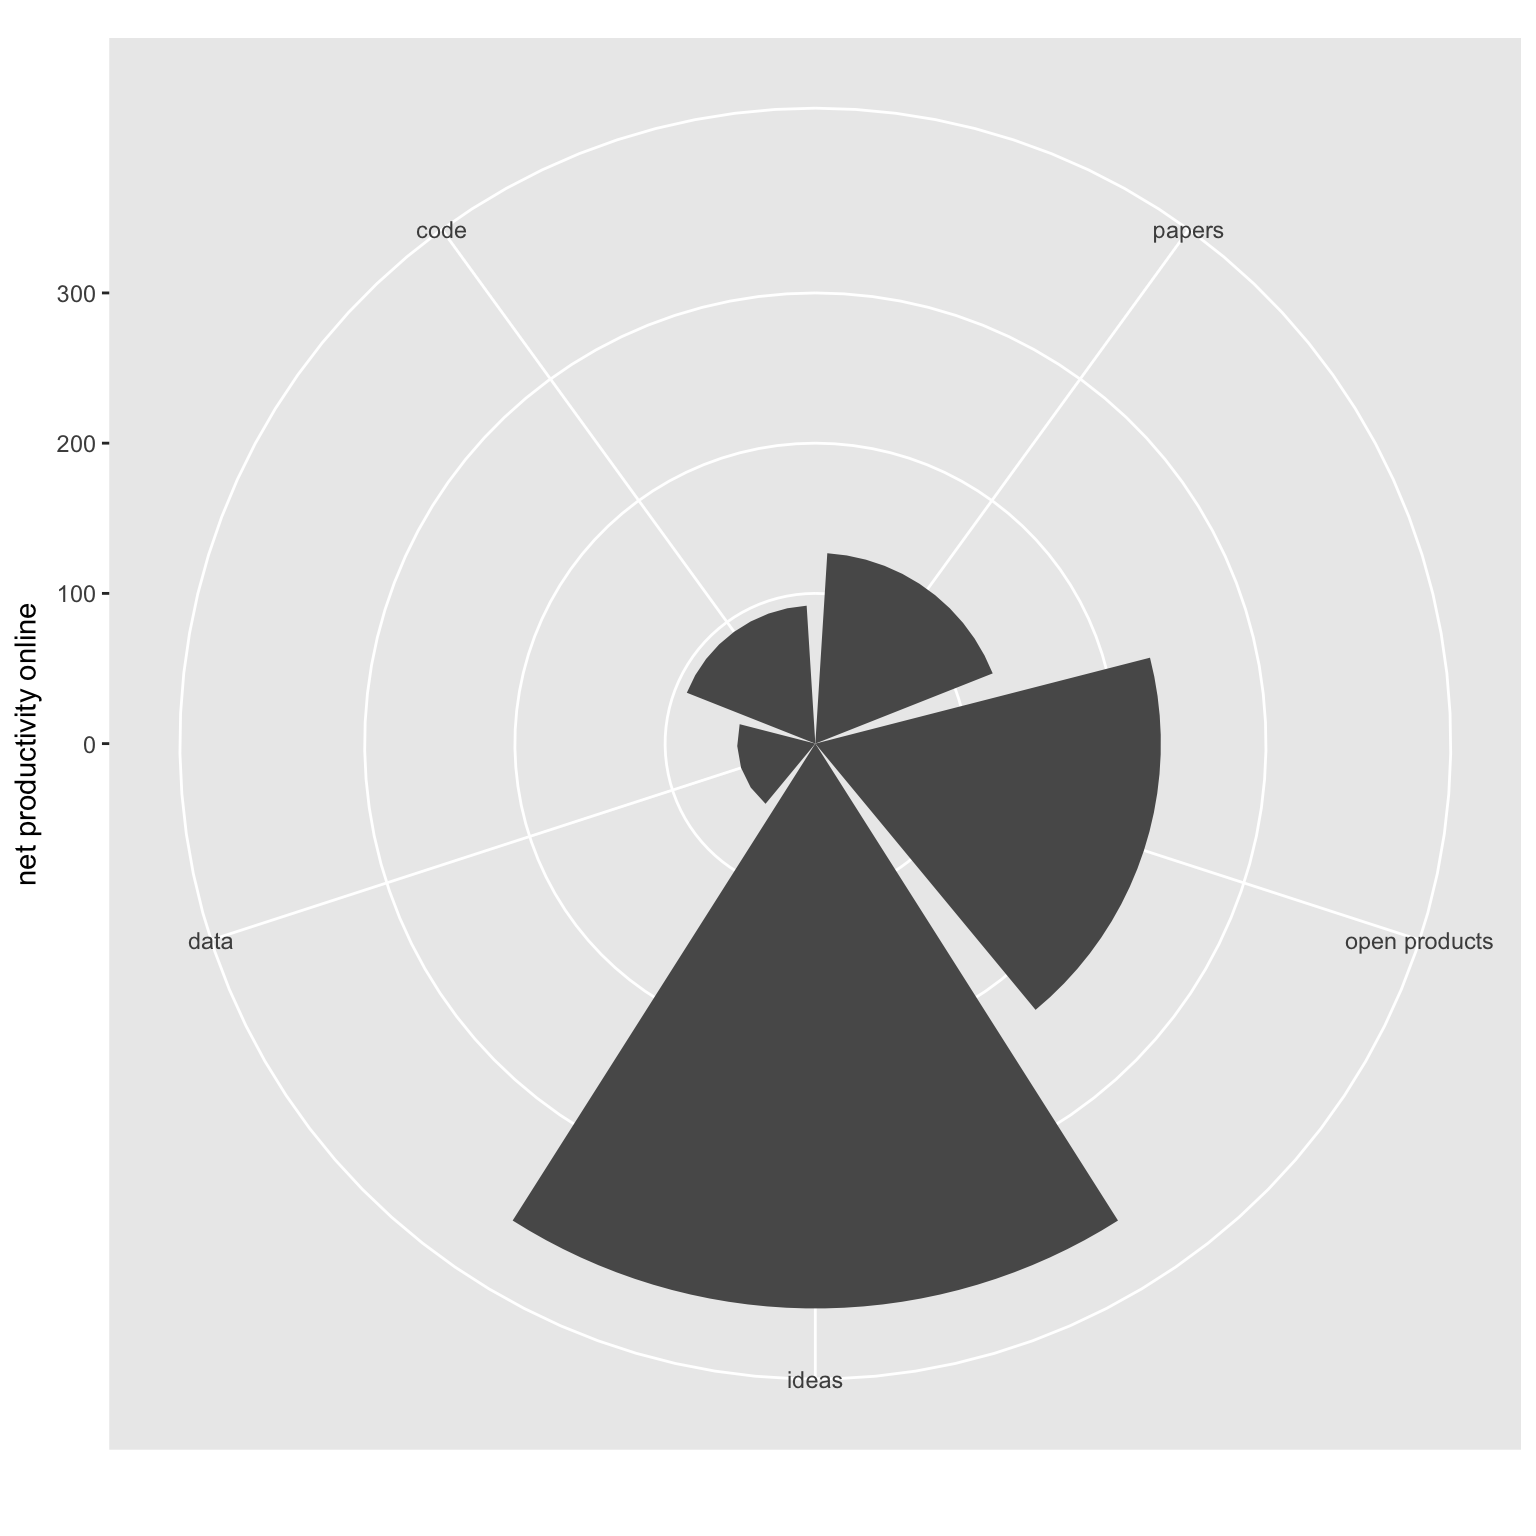 code
papers
300
200
100
0
net productivity online
data
open products
ideas